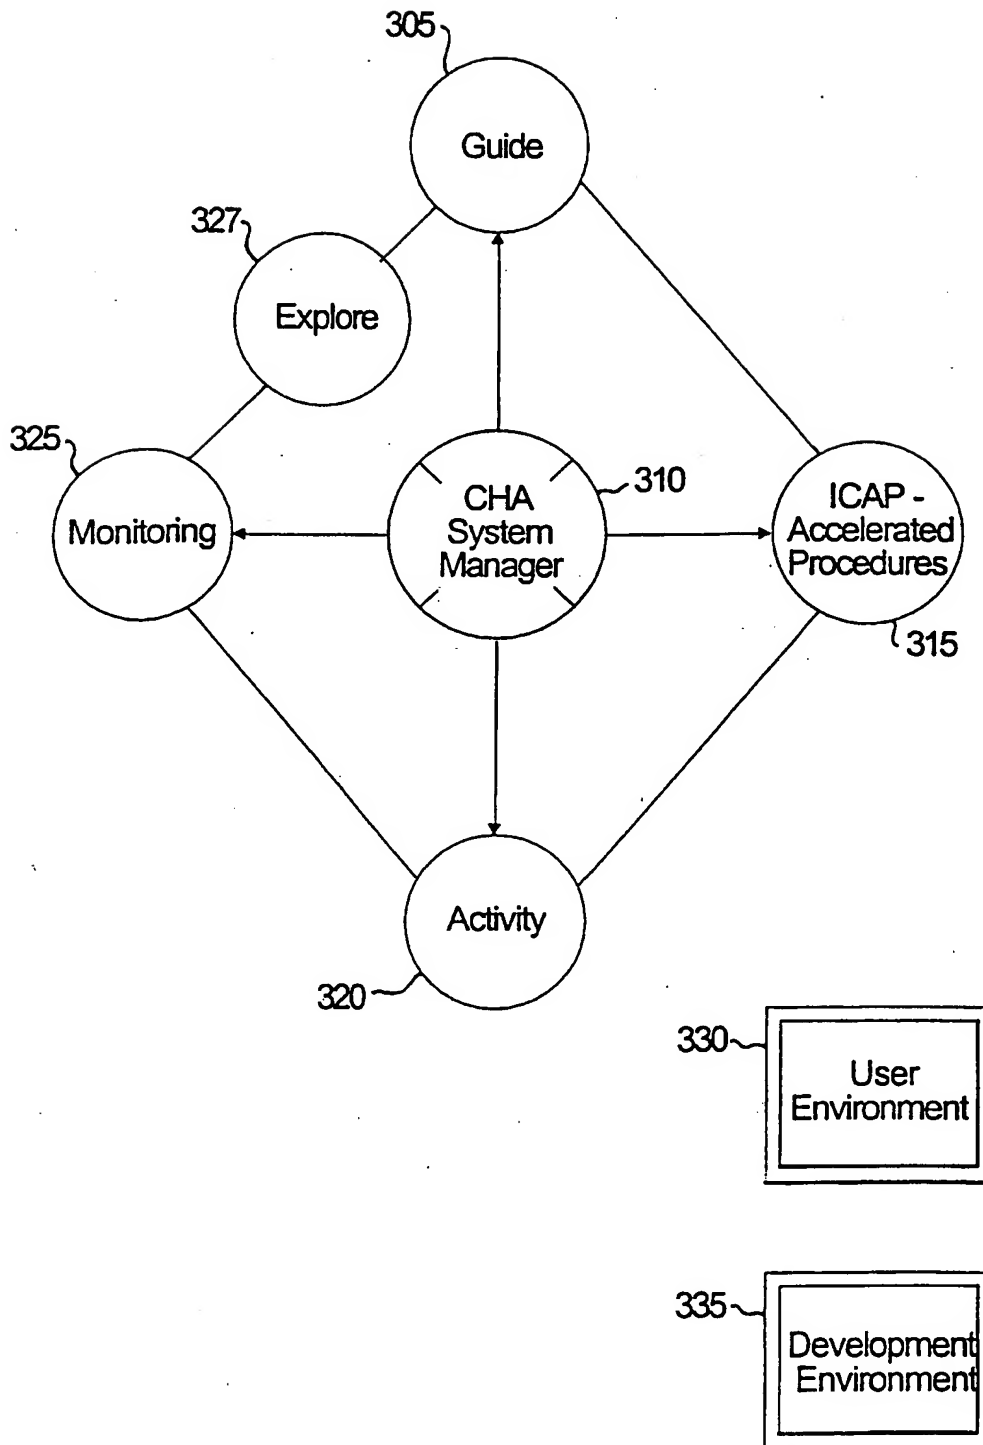 305
Guide
327
Explore
325
Monitoring
CHA
System
Manager
310
ICAP -
Accelerated
Procedures
315
Activity
320
330
User
Environment
335
Development
Environment